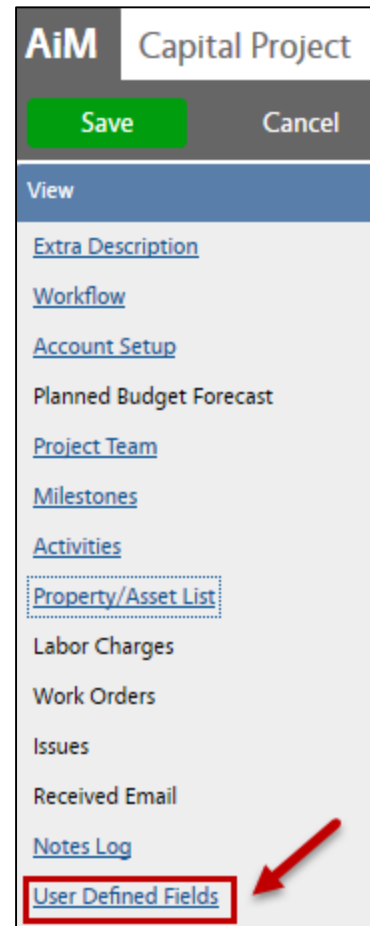 AiM Capital Project
Save Cancel
View
Extra Description
Workflow
Account Setup
Planned Budget Forecast
Project Team
Milestones
Activities
Property/Asset List
Labor Charges
Work Orders
Issues
Received Email
Notes Log
User Defined Fields